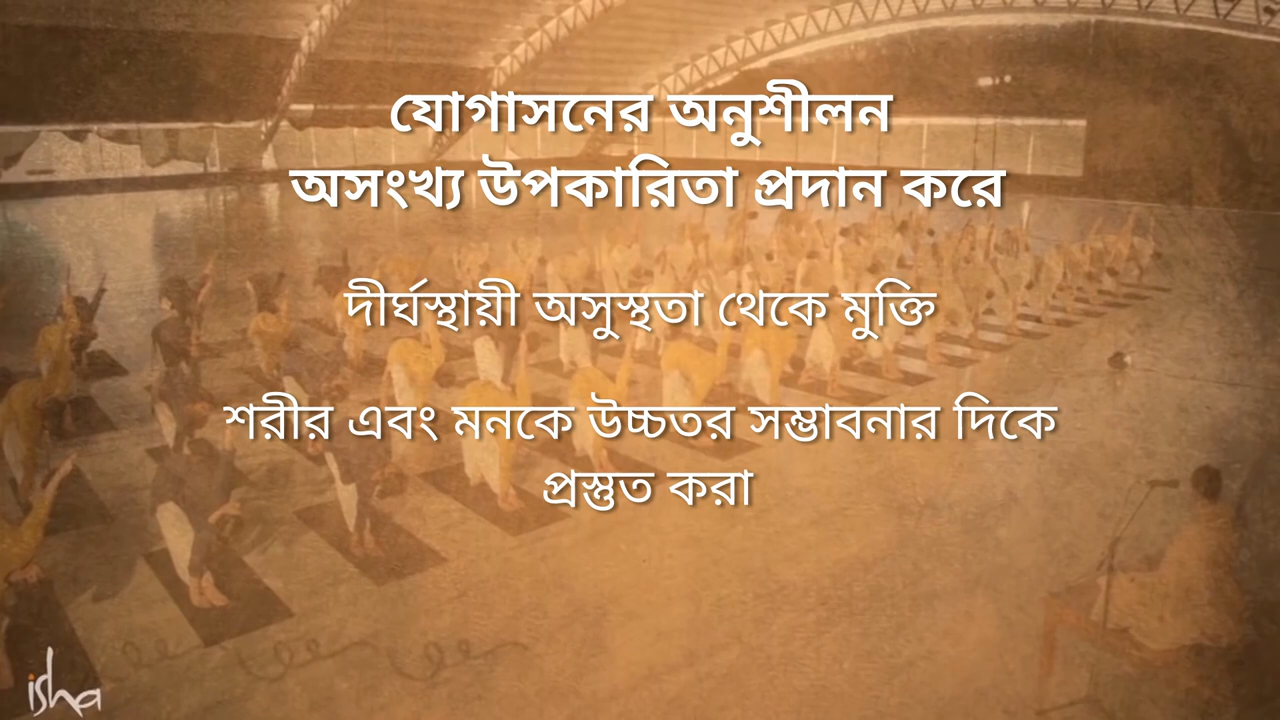 যোগাসনের অনুশীলন
অসংখ্য উপকারিতা প্রদান করে
দীর্ঘস্থায়ী অসুস্থতা থেকে মুক্তি
শরীর এবং মনকে উচ্চতর সম্ভাবনার দিকে
প্রস্তুত করা
isha